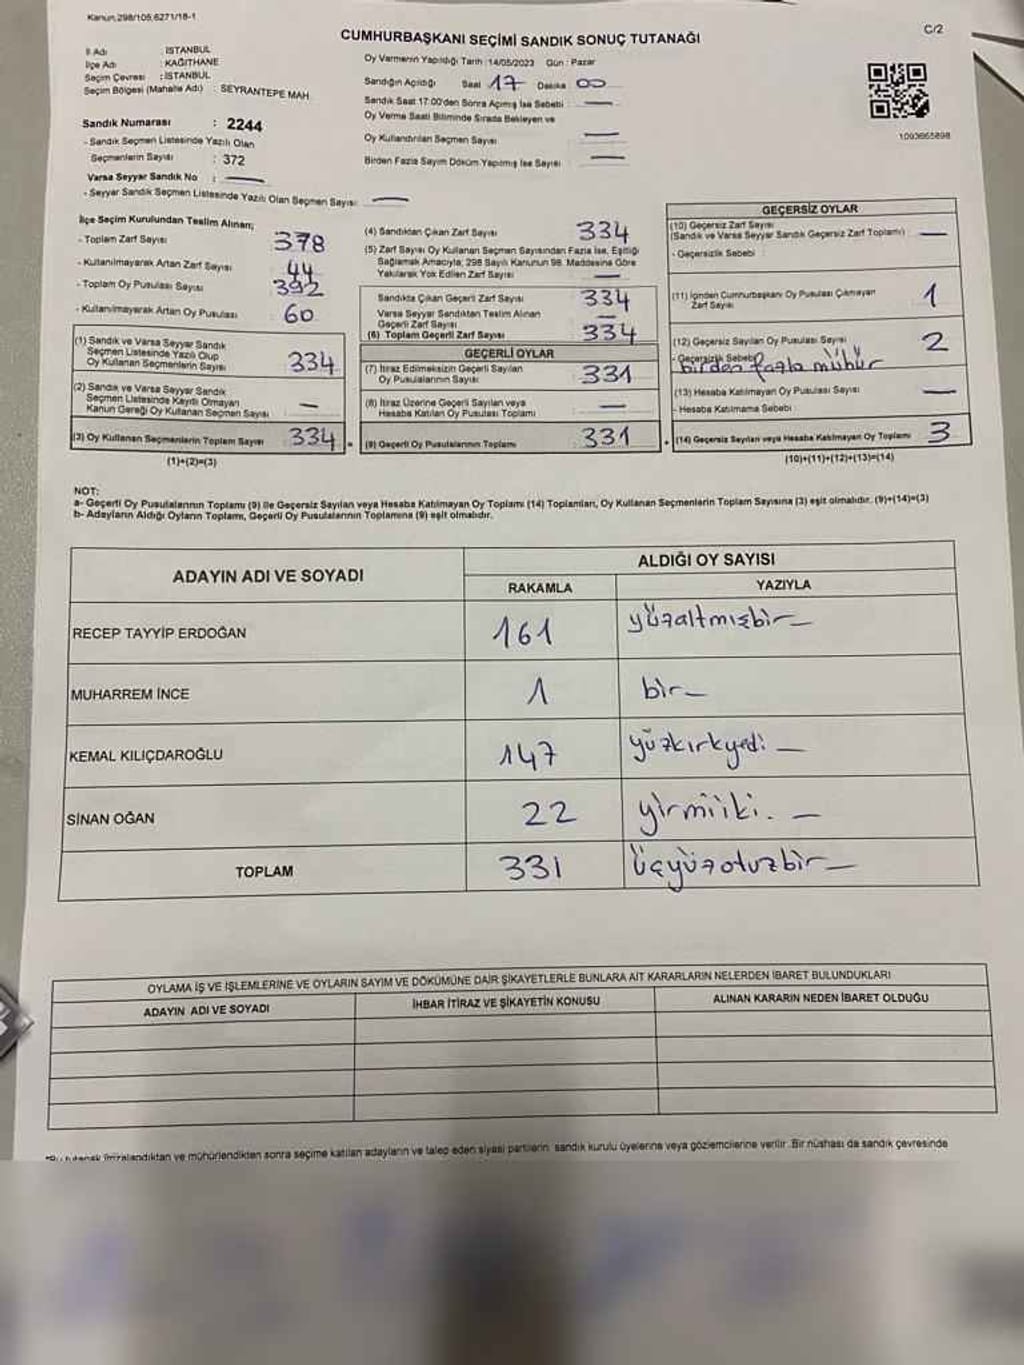 Kanun,298/105,6271/18-1
C/2
CUMHURBAŞKANI SEÇİMİ SANDIK SONUÇ TUTANAĞI
İl Adı : İSTANBUL
İlçe Adı : KAĞITHANE
Seçim Çevresi : İSTANBUL
Seçim Bölgesi (Mahalle Adı) : SEYRANTEPE MAH.
Sandık Numarası : 2244
- Sandık Seçmen Listesinde Yazılı Olan
Seçmenlerin Sayısı : 372
Varsa Seyyar Sandık No : —
- Seyyar Sandık Seçmen Listesinde Yazılı Olan Seçmen Sayısı: —
Oy Vermenin Yapıldığı Tarih :14/05/2023 Gün : Pazar
Sandığın Açıldığı Saat 17 Dakika 00
Sandık Saat 17:00'den Sonra Açımış İse Sebebi : —
Oy Verme Saati Bitiminde Sırada Bekleyen ve
Oy Kullandırılan Seçmen Sayısı : —
Birden Fazla Sayım Döküm Yapılmış İse Sayısı : —
1093665898
İlçe Seçim Kurulundan Teslim Alınan;
- Toplam Zarf Sayısı : 378
- Kullanılmayarak Artan Zarf Sayısı : 44
- Toplam Oy Pusulası Sayısı : 392
- Kullanılmayarak Artan Oy Pusulası : 60
(1) Sandık ve Varsa Seyyar Sandık
Seçmen Listesinde Yazılı Olup
Oy Kullanan Seçmenlerin Sayısı : 334
(2) Sandık ve Varsa Seyyar Sandık
Seçmen Listesinde Kayıtlı Olmayan
Kanun Gereği Oy Kullanan Seçmen Sayısı : —
(3) Oy Kullanan Seçmenlerin Toplam Sayısı : 334 =
(1)+(2)=(3)
(4) Sandıktan Çıkan Zarf Sayısı : 334
(5) Zarf Sayısı Oy Kullanan Seçmen Sayısından Fazla İse, Eşitliği
Sağlamak Amacıyla; 298 Sayılı Kanunun 98. Maddesine Göre
Yakılarak Yok Edilen Zarf Sayısı : —
Sandıkta Çıkan Geçerli Zarf Sayısı : 334
Varsa Seyyar Sandıktan Teslim Alınan
Geçerli Zarf Sayısı : —
(6) Toplam Geçerli Zarf Sayısı : 334
GEÇERLİ OYLAR
(7) İtiraz Edilmeksizin Geçerli Sayılan
Oy Pusulalarının Sayısı : 331
(8) İtiraz Üzerine Geçerli Sayılan veya
Hesaba Katılan Oy Pusulası Toplamı : —
(9) Geçerli Oy Pusulalarının Toplamı : 331 +
GEÇERSİZ OYLAR
(10) Geçersiz Zarf Sayısı
(Sandık ve Varsa Seyyar Sandık Geçersiz Zarf Toplamı) : —
- Geçersizlik Sebebi :
(11) İçinden Cumhurbaşkanı Oy Pusulası Çıkmayan
Zarf Sayısı : 1
(12) Geçersiz Sayılan Oy Pusulası Sayısı : 2
- Geçersizlik Sebebi :
birden fazla mühür
(13) Hesaba Katılmayan Oy Pusulası Sayısı : —
- Hesaba Katılmama Sebebi :
(14) Geçersiz Sayılan veya Hesaba Katılmayan Oy Toplamı : 3
(10)+(11)+(12)+(13)=(14)
NOT:
a- Geçerli Oy Pusulalarının Toplamı (9) ile Geçersiz Sayılan veya Hesaba Katılmayan Oy Toplamı (14) Toplamları, Oy Kullanan Seçmenlerin Toplam Sayısına (3) eşit olmalıdır. (9)+(14)=(3)
b- Adayların Aldığı Oyların Toplamı, Geçerli Oy Pusulalarının Toplamına (9) eşit olmalıdır.
ADAYIN ADI VE SOYADI ALDIĞI OY SAYISI
RAKAMLA YAZIYLA
RECEP TAYYİP ERDOĞAN 161 yüzaltmışbir —
MUHARREM İNCE 1 bir —
KEMAL KILIÇDAROĞLU 147 yüzkırkyedi —
SİNAN OĞAN 22 yirmiiki. —
TOPLAM 331 üçyüzotuzbir —
OYLAMA İŞ VE İŞLEMLERİNE VE OYLARIN SAYIM VE DÖKÜMÜNE DAİR ŞİKAYETLERLE BUNLARA AİT KARARLARIN NELERDEN İBARET BULUNDUKLARI
ADAYIN ADI VE SOYADI İHBAR İTİRAZ VE ŞİKAYETİN KONUSU ALINAN KARARIN NEDEN İBARET OLDUĞU
*Bu tutanak imzalandıktan ve mühürlendikten sonra seçime katılan adayların ve talep eden siyasi partilerin sandık kurulu üyelerine veya gözlemcilerine verilir .Bir nüshası da sandık çevresinde